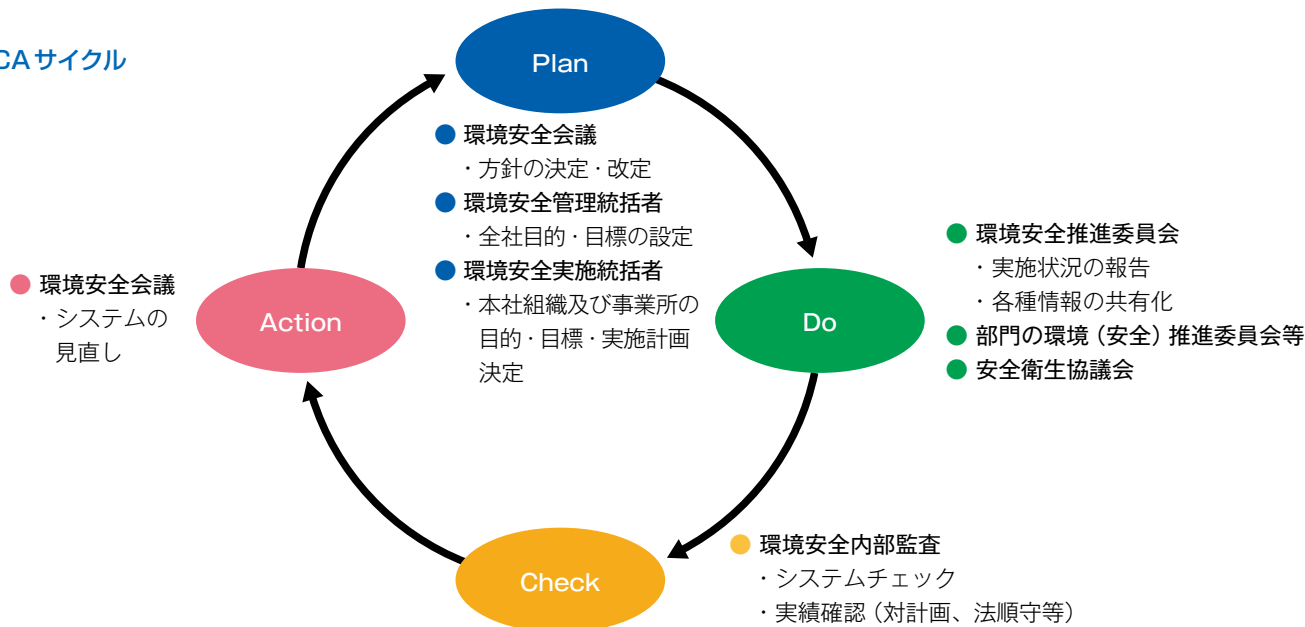 CAサイクル
Plan
● 環境安全会議
・方針の決定・改定
● 環境安全管理統括者
・全社目的・目標の設定
● 環境安全実施統括者
・本社組織及び事業所の
目的・目標・実施計画
決定
Do
● 環境安全推進委員会
・実施状況の報告
・各種情報の共有化
● 部門の環境（安全）推進委員会等
● 安全衛生協議会
Check
● 環境安全内部監査
・システムチェック
・実績確認（対計画、法順守等）
Action
● 環境安全会議
・システムの
見直し